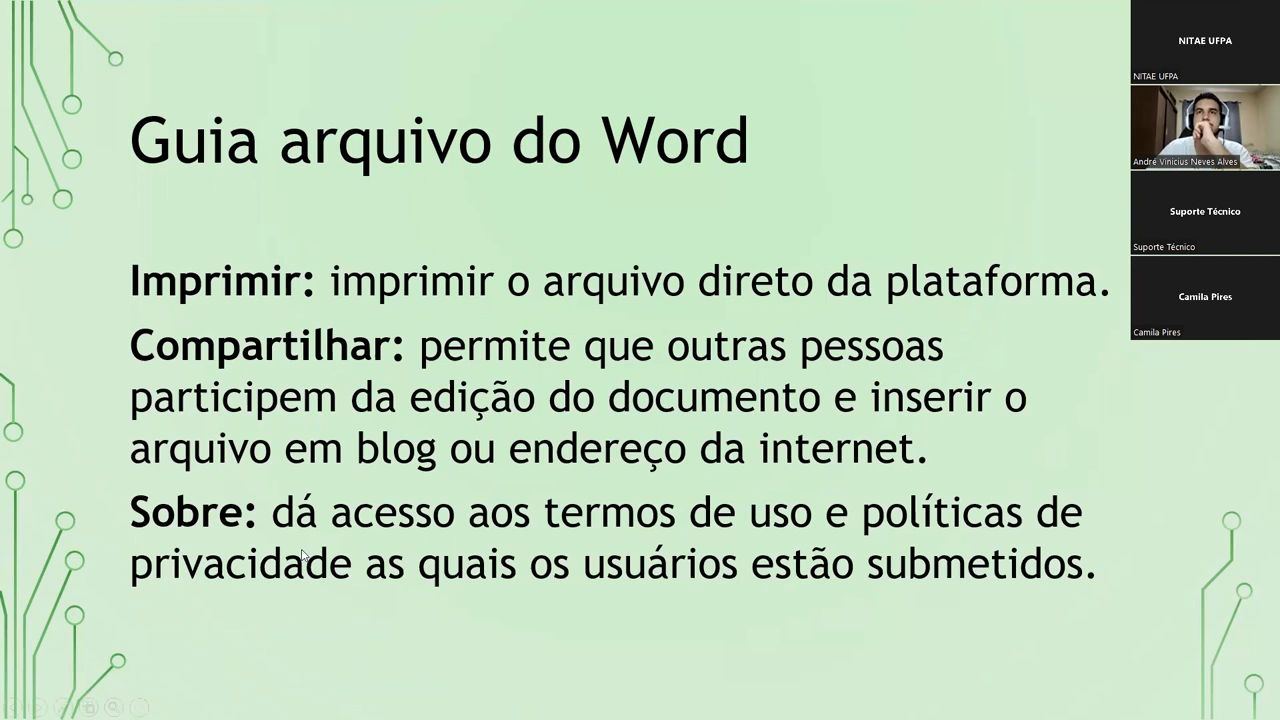 Guia arquivo do Word
Imprimir: imprimir o arquivo direto da plataforma.
Compartilhar: permite que outras pessoas
participem da edição do documento e inserir o
arquivo em blog ou endereço da internet.
Sobre: dá acesso aos termos de uso e políticas de
privacidade as quais os usuários estão submetidos.
NITAE UFPA
NITAE UFPA
André Vinicius Neves Alves
Suporte Técnico
Suporte Técnico
Camila Pires
Camila Pires